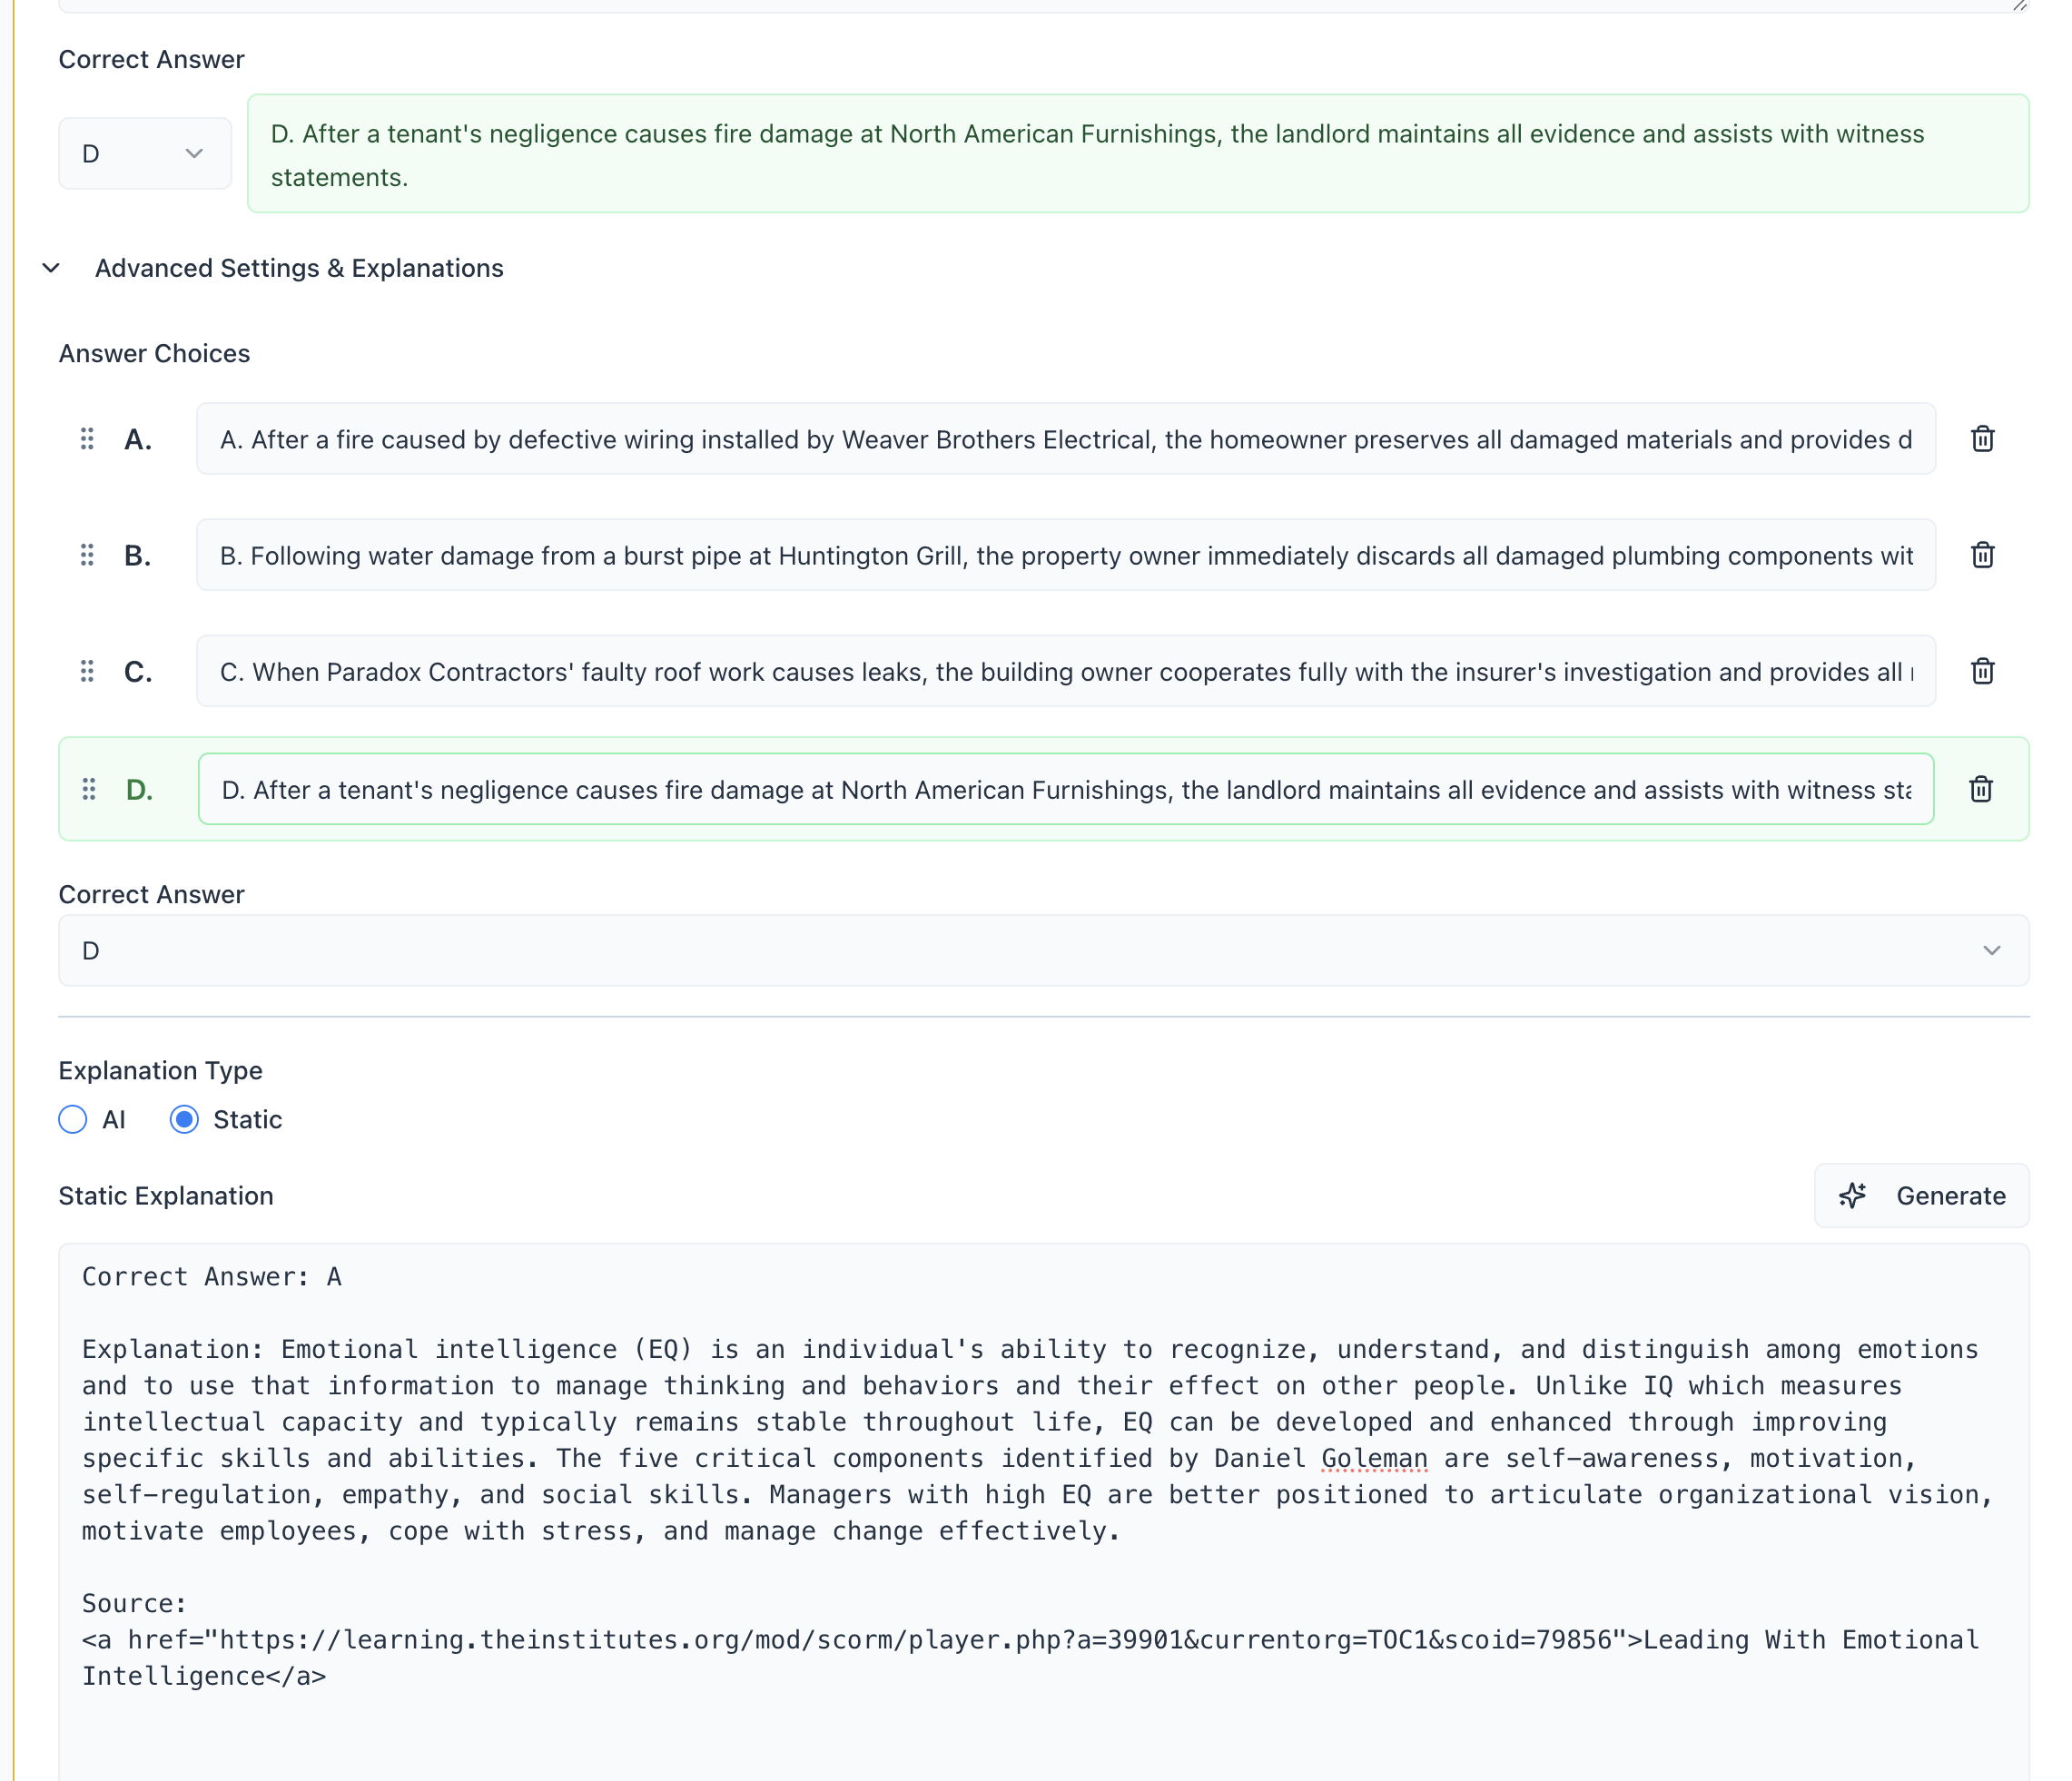 Correct Answer
D
D. After a tenant's negligence causes fire damage at North American Furnishings, the landlord maintains all evidence and assists with witness
statements.
Advanced Settings & Explanations
Answer Choices
A.
A. After a fire caused by defective wiring installed by Weaver Brothers Electrical, the homeowner preserves all damaged materials and provides d
B.
B. Following water damage from a burst pipe at Huntington Grill, the property owner immediately discards all damaged plumbing components wit
C.
C. When Paradox Contractors' faulty roof work causes leaks, the building owner cooperates fully with the insurer's investigation and provides all
D.
D. After a tenant's negligence causes fire damage at North American Furnishings, the landlord maintains all evidence and assists with witness sta
Correct Answer
D
Explanation Type
AI
Static
Static Explanation
Generate
Correct Answer: A
Explanation: Emotional intelligence (EQ) is an individual's ability to recognize, understand, and distinguish among emotions
and to use that information to manage thinking and behaviors and their effect on other people. Unlike IQ which measures
intellectual capacity and typically remains stable throughout life, EQ can be developed and enhanced through improving
specific skills and abilities. The five critical components identified by Daniel Goleman are self-awareness, motivation,
self-regulation, empathy, and social skills. Managers with high EQ are better positioned to articulate organizational vision,
motivate employees, cope with stress, and manage change effectively.
Source:
<a href="https://learning.theinstitutes.org/mod/scorm/player.php?a=39901&currentorg=TOC1&scoid=79856">Leading With Emotional
Intelligence</a>